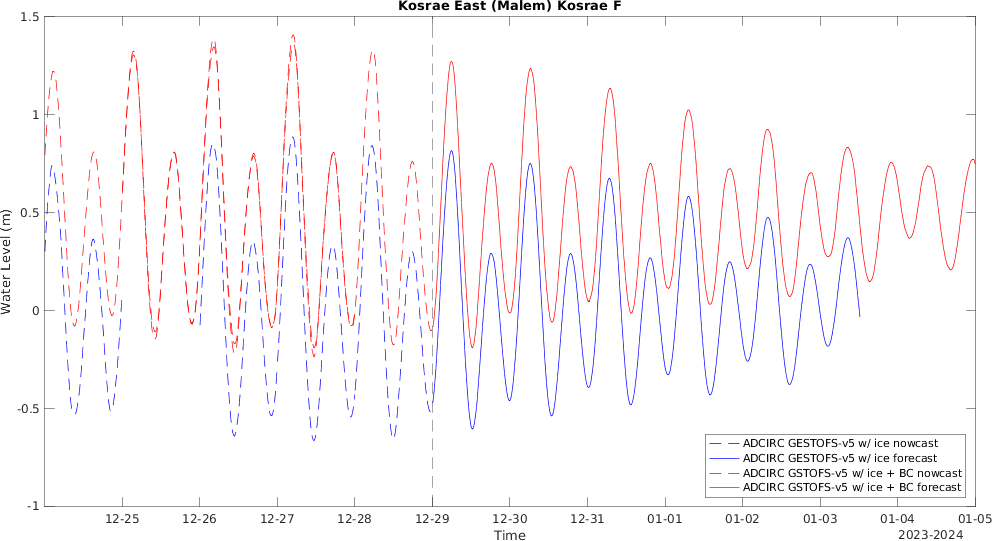 Kosrae East (Malem) Kosrae F
1.5
1
0.5
0
-0.5
-1
Water Level (m)
12-25 12-26 12-27 12-28 12-29 12-30 12-31 01-01 01-02 01-03 01-04 01-05
Time
2023-2024
ADCIRC GESTOFS-v5 w/ ice nowcast
ADCIRC GESTOFS-v5 w/ ice forecast
ADCIRC GSTOFS-v5 w/ ice + BC nowcast
ADCIRC GSTOFS-v5 w/ ice + BC forecast